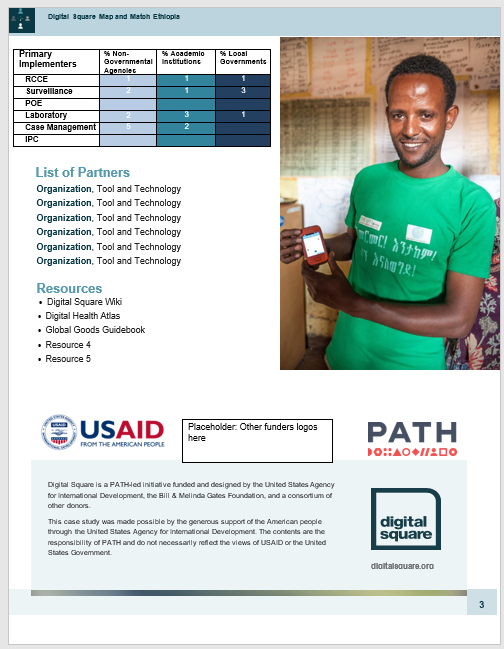 Digital Square Map and Match Ethiopia
Primary Implementers % Non-Governmental Agencies % Academic Institutions % Local Governments
RCCE 1 1
Surveillance 2 1 3
POE
Laboratory 2 3 1
Case Management 5 2
IPC
List of Partners
Organization, Tool and Technology
Organization, Tool and Technology
Organization, Tool and Technology
Organization, Tool and Technology
Organization, Tool and Technology
Organization, Tool and Technology
Resources
• Digital Square Wiki
• Digital Health Atlas
• Global Goods Guidebook
• Resource 4
• Resource 5
USAID
FROM THE AMERICAN PEOPLE
Placeholder: Other funders logos
here
PATH
Digital Square is a PATH-led initiative funded and designed by the United States Agency
for International Development, the Bill & Melinda Gates Foundation, and a consortium of
other donors.
This case study was made possible by the generous support of the American people
through the United States Agency for International Development. The contents are the
responsibility of PATH and do not necessarily reflect the views of USAID or the United
States Government.
digital
square
digitalsquare.org
3